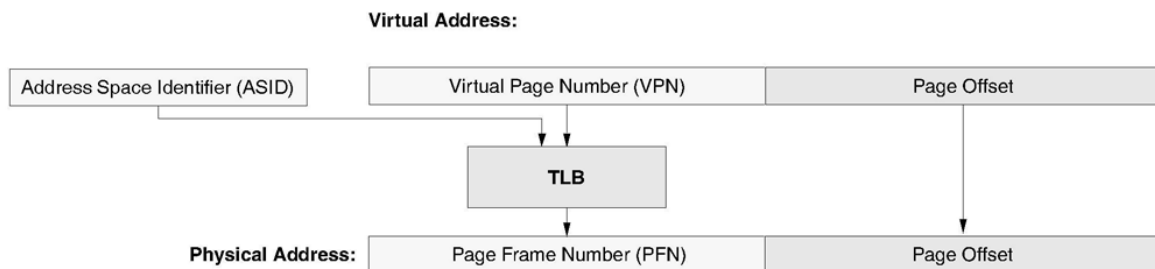 Virtual Address:
Address Space Identifier (ASID)
Virtual Page Number (VPN)
Page Offset
TLB
Physical Address:
Page Frame Number (PFN)
Page Offset